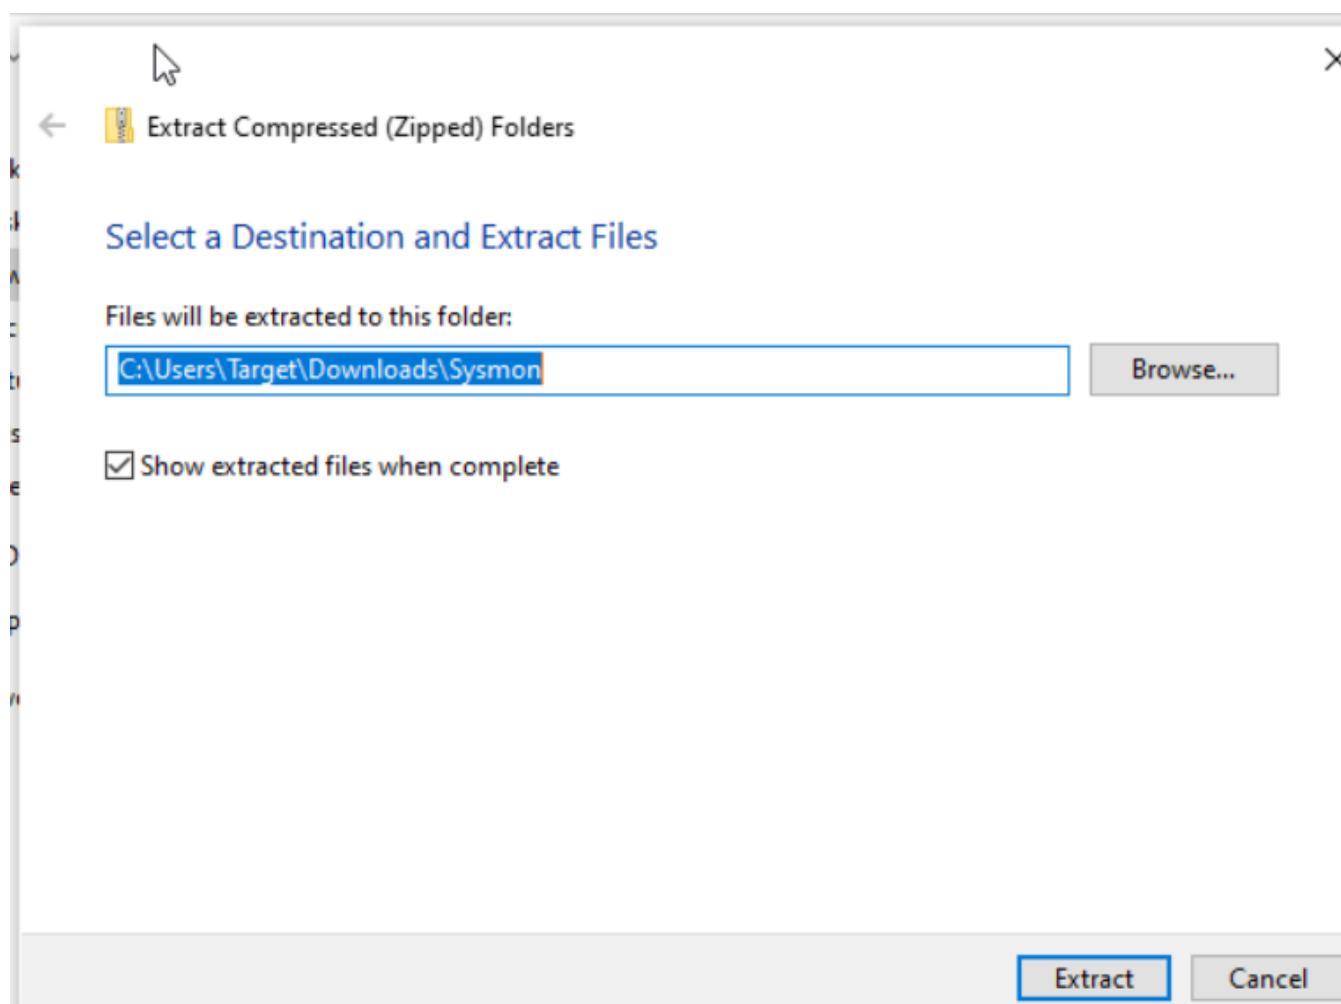 Extract Compressed (Zipped) Folders
Select a Destination and Extract Files
Files will be extracted to this folder:
C:\Users\Target\Downloads\Sysmon
Browse...
Show extracted files when complete
Extract
Cancel